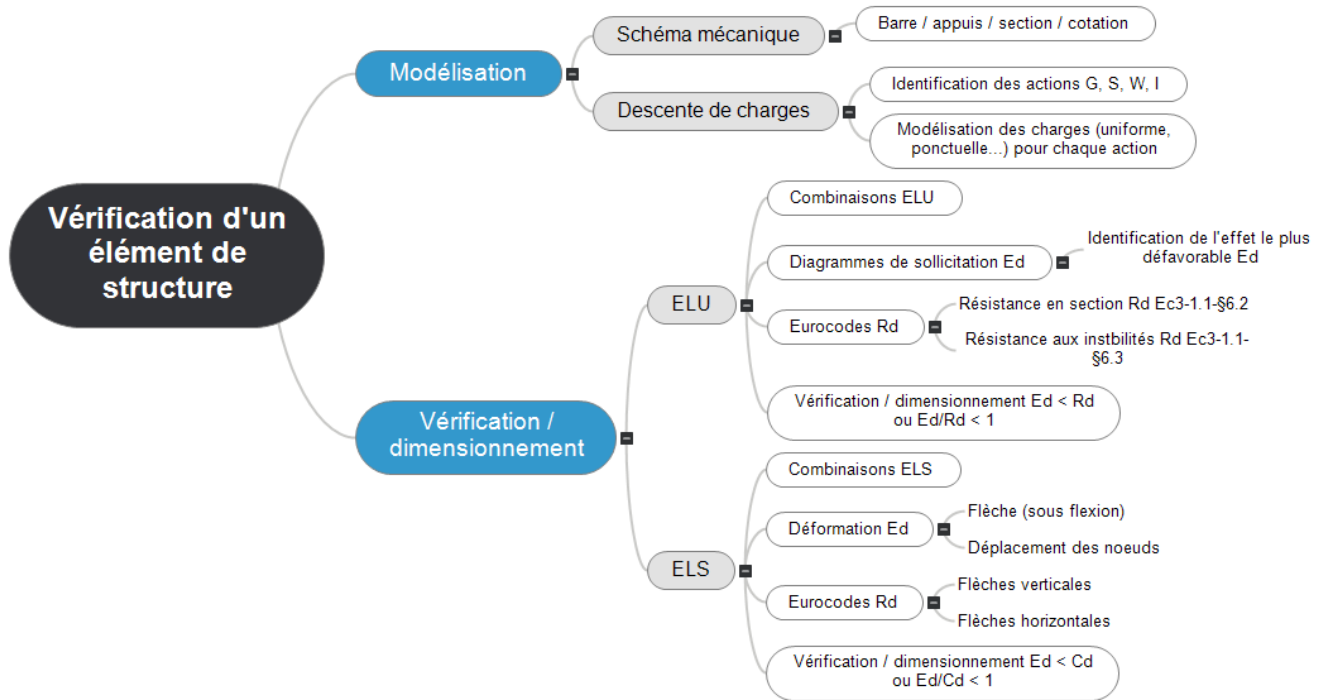 Vérification d'un
élément de
structure
Modélisation
Schéma mécanique
Barre / appuis / section / cotation
Descente de charges
Identification des actions G, S, W, I
Modélisation des charges (uniforme,
ponctuelle...) pour chaque action
Vérification /
dimensionnement
ELU
Combinaisons ELU
Diagrammes de sollicitation Ed
Identification de l'effet le plus
défavorable Ed
Eurocodes Rd
Résistance en section Rd Ec3-1.1-§6.2
Résistance aux instbilités Rd Ec3-1.1-
§6.3
Vérification / dimensionnement Ed < Rd
ou Ed/Rd < 1
ELS
Combinaisons ELS
Déformation Ed
Flèche (sous flexion)
Déplacement des noeuds
Eurocodes Rd
Flèches verticales
Flèches horizontales
Vérification / dimensionnement Ed < Cd
ou Ed/Cd < 1